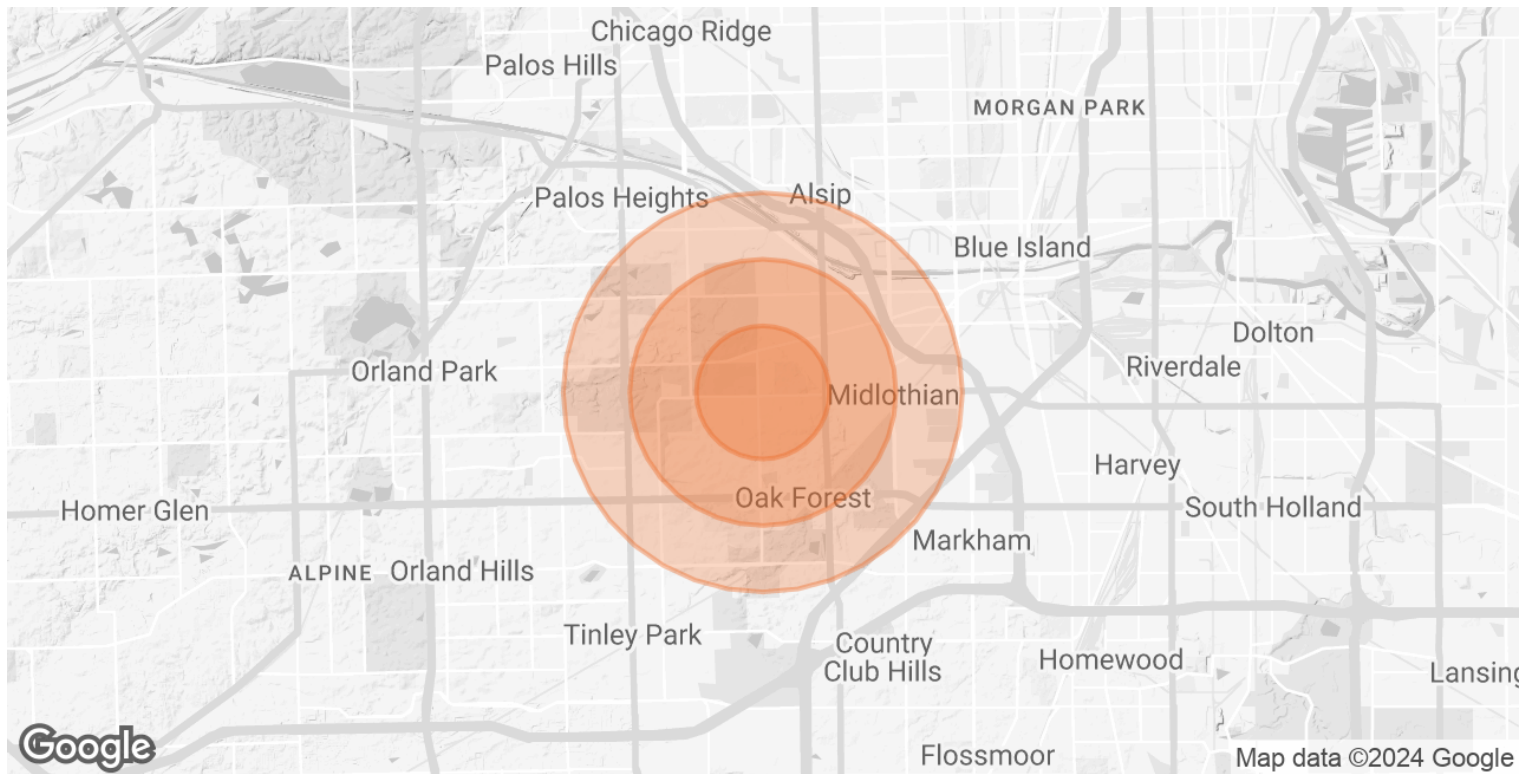 Chicago Ridge
Palos Hills
MORGAN PARK
Palos Heights
Alsip
Blue Island
Dolton
Riverdale
Orland Park
Midlothian
Harvey
Oak Forest
South Holland
Homer Glen
Markham
ALPINE
Orland Hills
Tinley Park
Country
Club Hills
Homewood
Lansing
Google
Flossmoor
Map data ©2024 Google